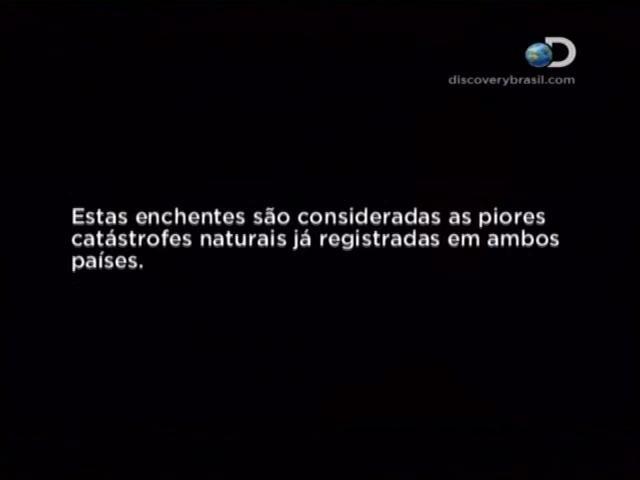 D
discoverybrasil.com
Estas enchentes são consideradas as piores
catástrofes naturais já registradas em ambos
países.